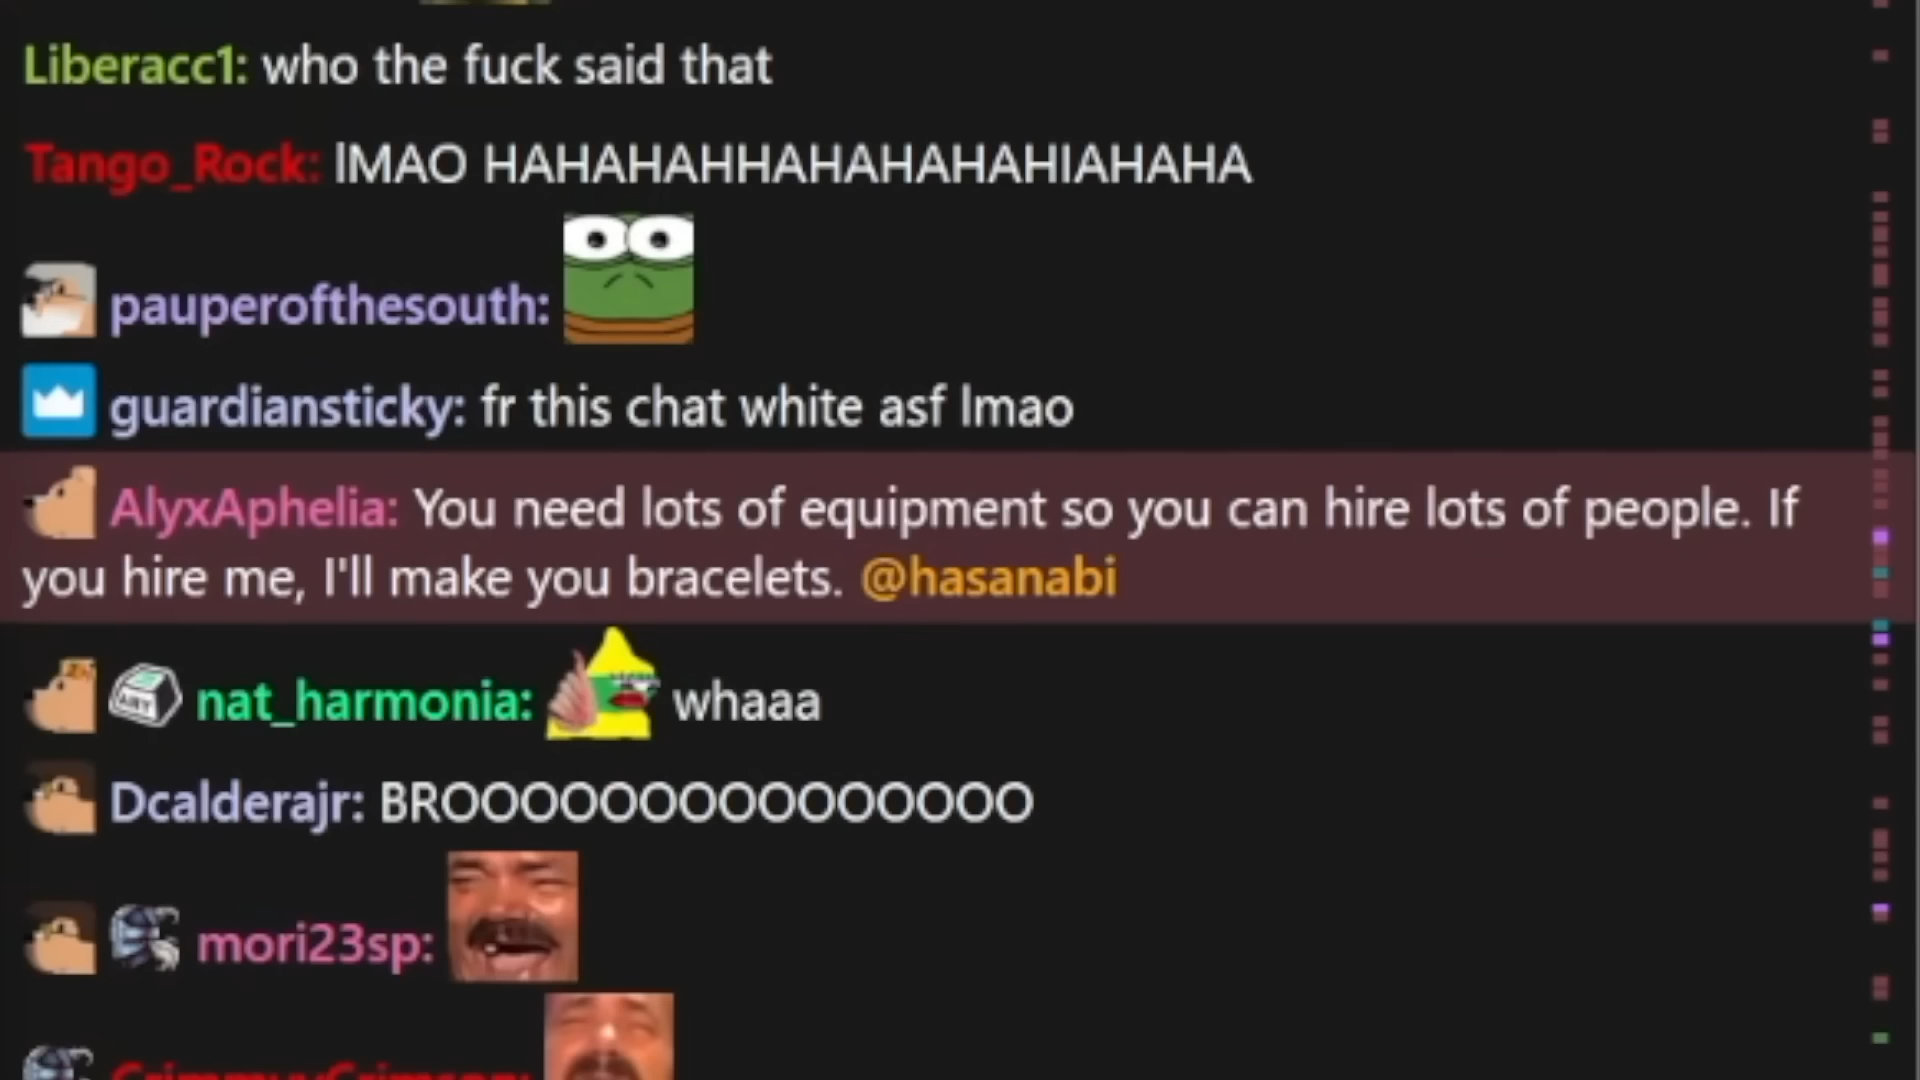 Liberacc1: who the fuck said that
Tango_Rock: lMAO HAHAHAHHAHAHAHAHAHIAHAHA
pauperofthesouth:
guardiansticky: fr this chat white asf lmao
AlyxAphelia: You need lots of equipment so you can hire lots of people. If
you hire me, I'll make you bracelets. @hasanabi
nat_harmonia: whaaa
Dcalderajr: BROOOOOOOOOOOOOOO
mori23sp: